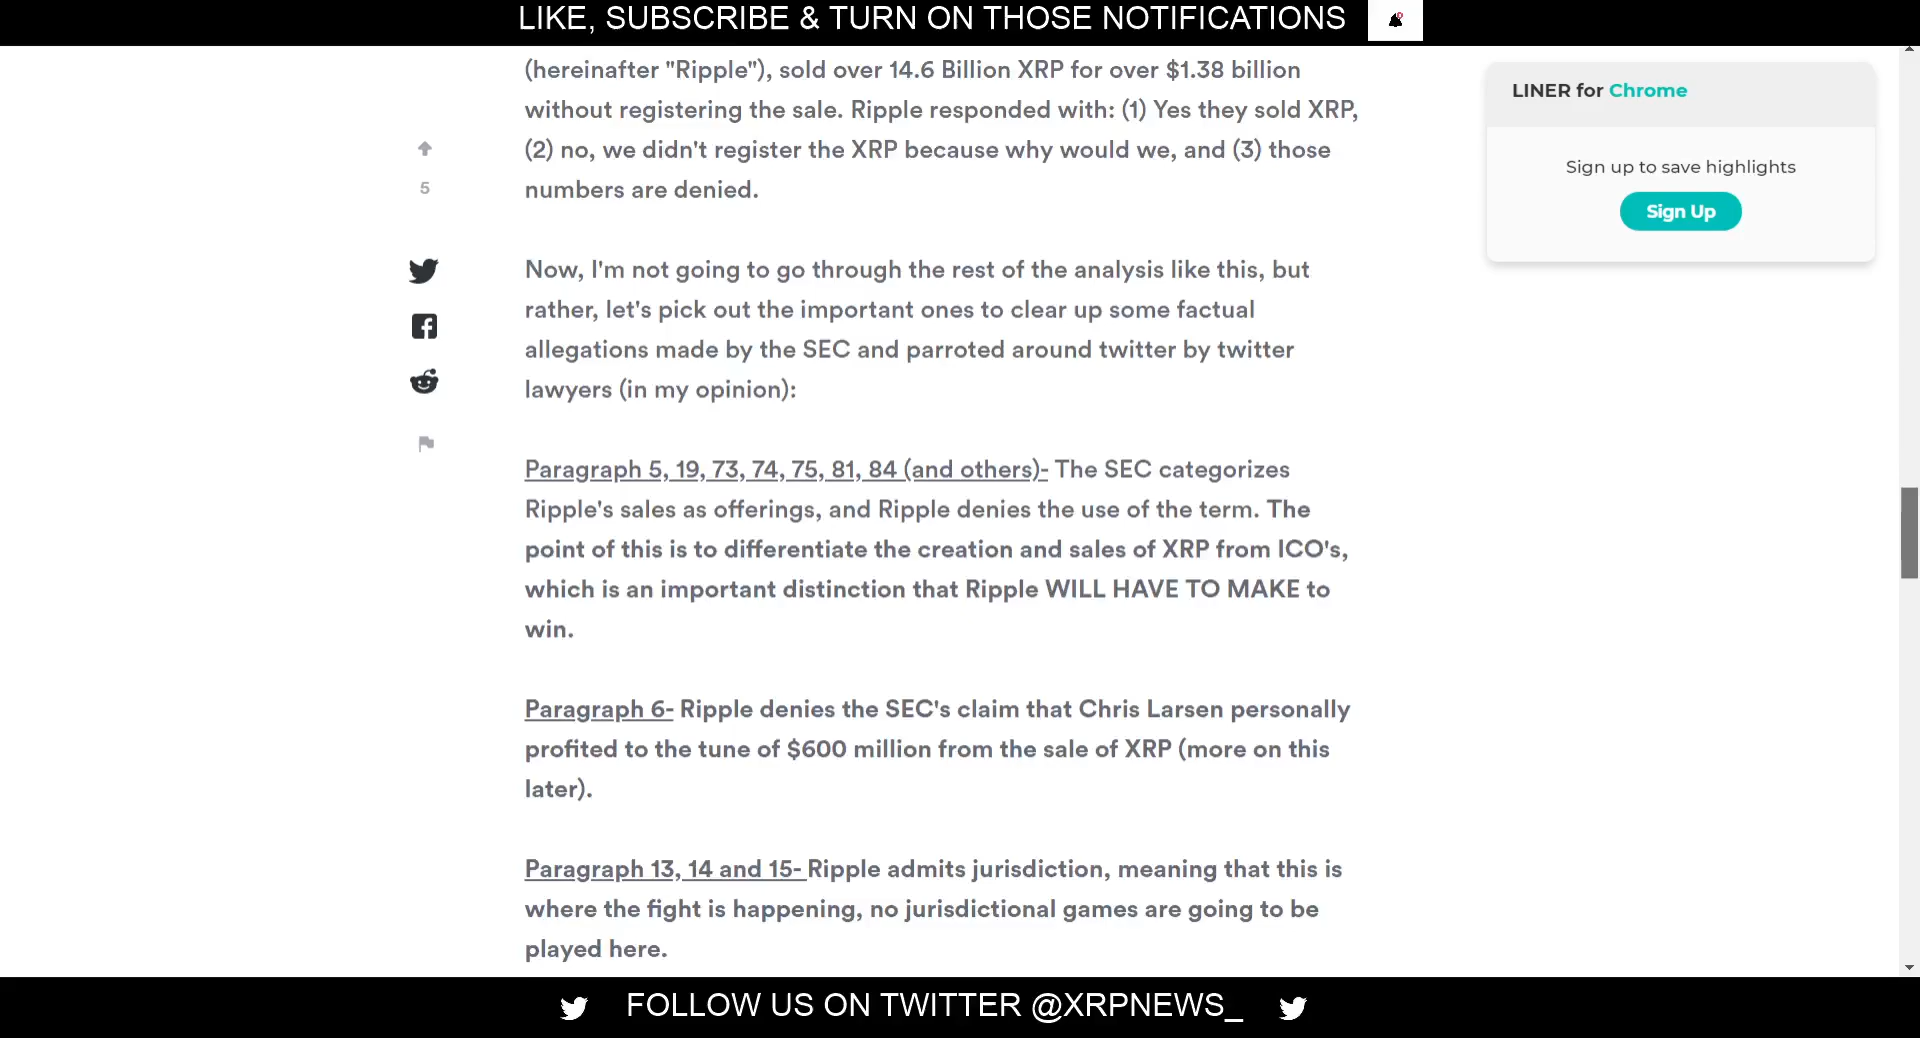 LIKE, SUBSCRIBE & TURN ON THOSE NOTIFICATIONS
(hereinafter "Ripple"), sold over 14.6 Billion XRP for over $1.38 billion
without registering the sale. Ripple responded with: (1) Yes they sold XRP,
(2) no, we didn't register the XRP because why would we, and (3) those
numbers are denied.
5
Now, I'm not going to go through the rest of the analysis like this, but
rather, let's pick out the important ones to clear up some factual
allegations made by the SEC and parroted around twitter by twitter
lawyers (in my opinion):
Paragraph 5, 19, 73, 74, 75, 81, 84 (and others)- The SEC categorizes
Ripple's sales as offerings, and Ripple denies the use of the term. The
point of this is to differentiate the creation and sales of XRP from ICO's,
which is an important distinction that Ripple WILL HAVE TO MAKE to
win.
Paragraph 6- Ripple denies the SEC's claim that Chris Larsen personally
profited to the tune of $600 million from the sale of XRP (more on this
later).
Paragraph 13, 14 and 15- Ripple admits jurisdiction, meaning that this is
where the fight is happening, no jurisdictional games are going to be
played here.
LINER for Chrome
Sign up to save highlights
Sign Up
FOLLOW US ON TWITTER @XRPNEWS_